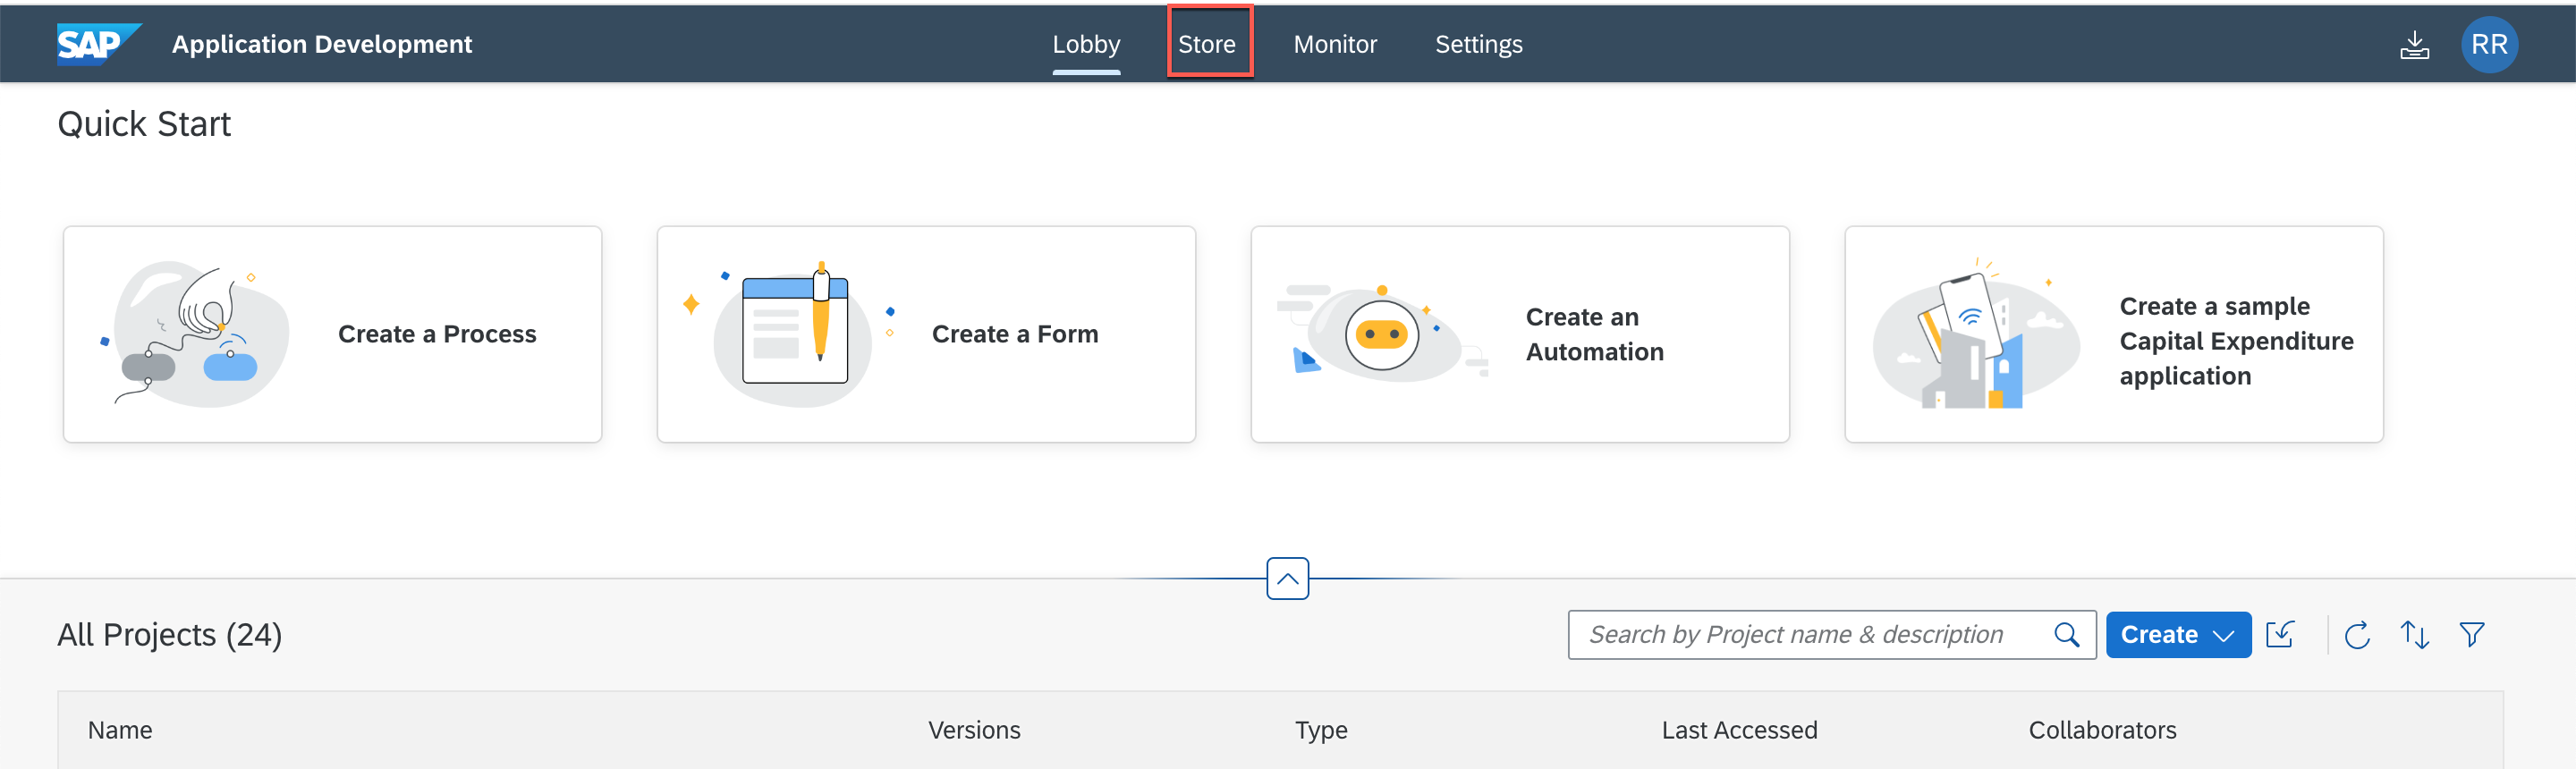 SAP Application Development Lobby Store Monitor Settings RR
Quick Start
Create a Process
Create a Form
Create an
Automation
Create a sample
Capital Expenditure
application
All Projects (24) Search by Project name & description Create
Name Versions Type Last Accessed Collaborators